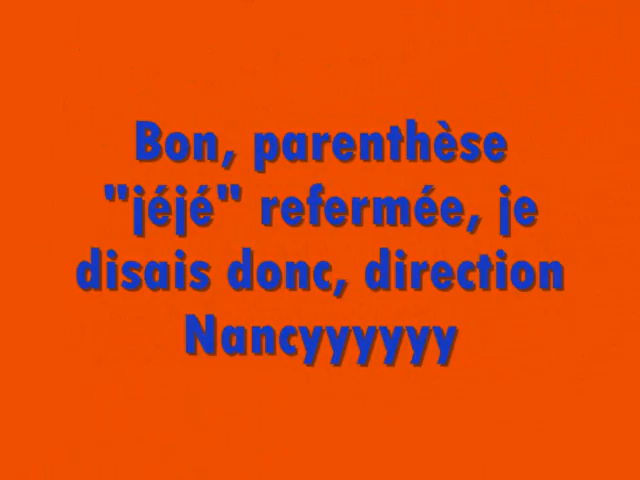 Bon, parenthèse
"jéjé" refermée, je
disais donc, direction
Nancyyyyyy